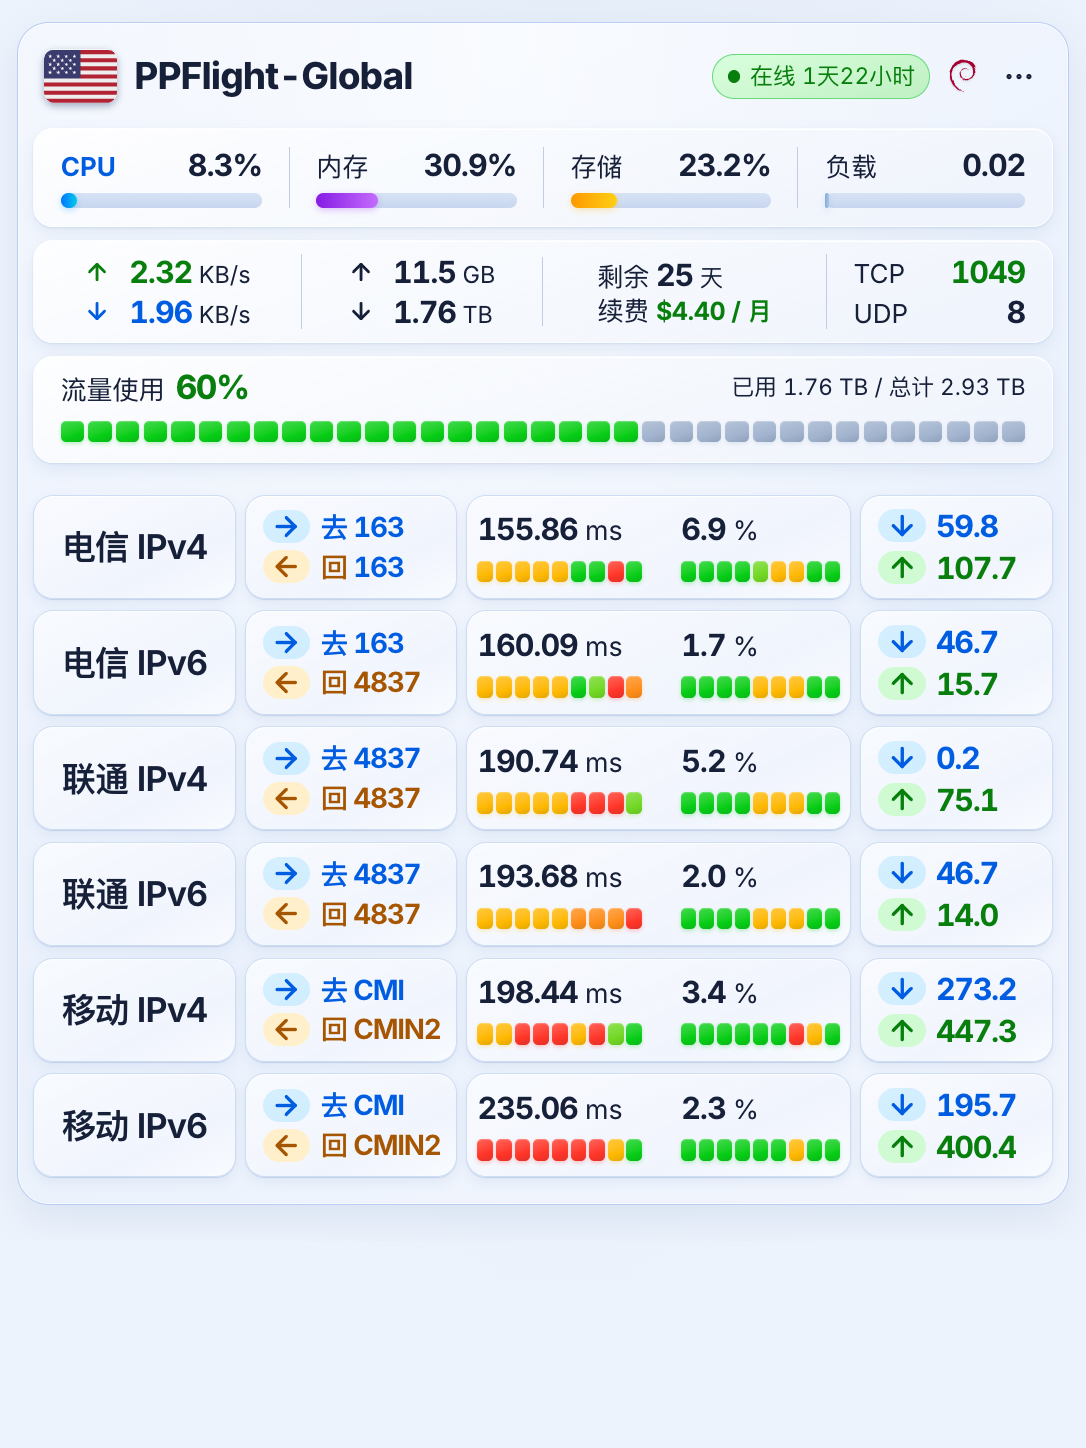 PPFlight-Global
在线 1天22小时
CPU 8.3%
内存 30.9%
存储 23.2%
负载 0.02
↑ 2.32 KB/s
↓ 1.96 KB/s
↑ 11.5 GB
↓ 1.76 TB
剩余 25 天
续费 $4.40 / 月
TCP 1049
UDP 8
流量使用 60%
已用 1.76 TB / 总计 2.93 TB
电信 IPv4
→ 去 163
← 回 163
155.86 ms
6.9 %
↓ 59.8
↑ 107.7
电信 IPv6
→ 去 163
← 回 4837
160.09 ms
1.7 %
↓ 46.7
↑ 15.7
联通 IPv4
→ 去 4837
← 回 4837
190.74 ms
5.2 %
↓ 0.2
↑ 75.1
联通 IPv6
→ 去 4837
← 回 4837
193.68 ms
2.0 %
↓ 46.7
↑ 14.0
移动 IPv4
→ 去 CMI
← 回 CMIN2
198.44 ms
3.4 %
↓ 273.2
↑ 447.3
移动 IPv6
→ 去 CMI
← 回 CMIN2
235.06 ms
2.3 %
↓ 195.7
↑ 400.4